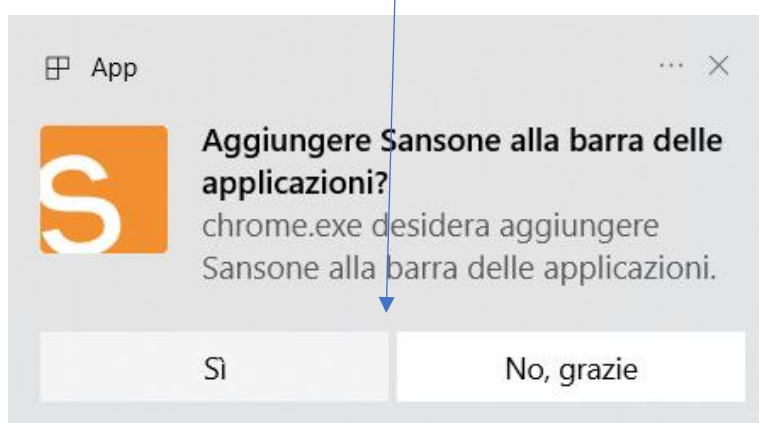 App
S
Aggiungere Sansone alla barra delle
applicazioni?
chrome.exe desidera aggiungere
Sansone alla barra delle applicazioni.
Sì
No, grazie